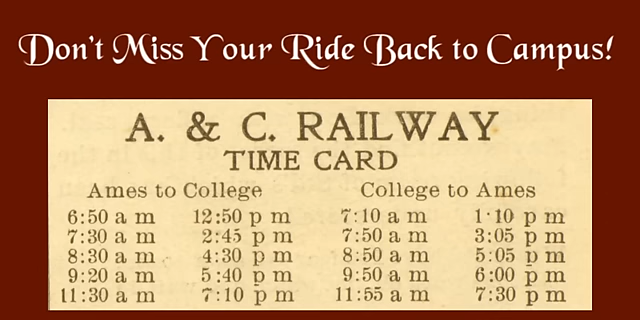 Don't Miss Your Ride Back to Campus!
A. & C. RAILWAY
TIME CARD
Ames to College College to Ames
6:50 a m 12:50 p m 7:10 a m 1·10 p m
7:30 a m 2:45 p m 7:50 a m 3:05 p m
8:30 a m 4:30 p m 8:50 a m 5:05 p m
9:20 a m 5:40 p m 9:50 a m 6:00 p m
11:30 a m 7:10 p m 11:55 a m 7:30 p m